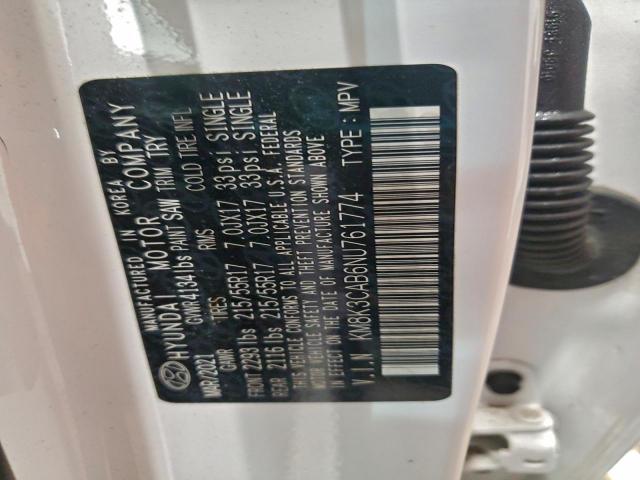 MANUFACTURED IN KOREA BY
HYUNDAI MOTOR COMPANY
GVWR 4134 lbs PAINT SAW TRIM TRY
MAR/2021 TIRES RIMS COLD TIRE INFL
GAWR
FRONT 2293 lbs 215/55R17 7.0JX17 33psi SINGLE
REAR 2116 lbs 215/55R17 7.0JX17 33psi SINGLE
THIS VEHICLE CONFORMS TO ALL APPLICABLE U.S.A FEDERAL
MOTOR VEHICLE SAFETY AND THEFT PREVENTION STANDARDS
IN EFFECT ON THE DATE OF MANUFACTURE SHOWN ABOVE
V.I.N KM8K3CAB6NU761774 TYPE : MPV